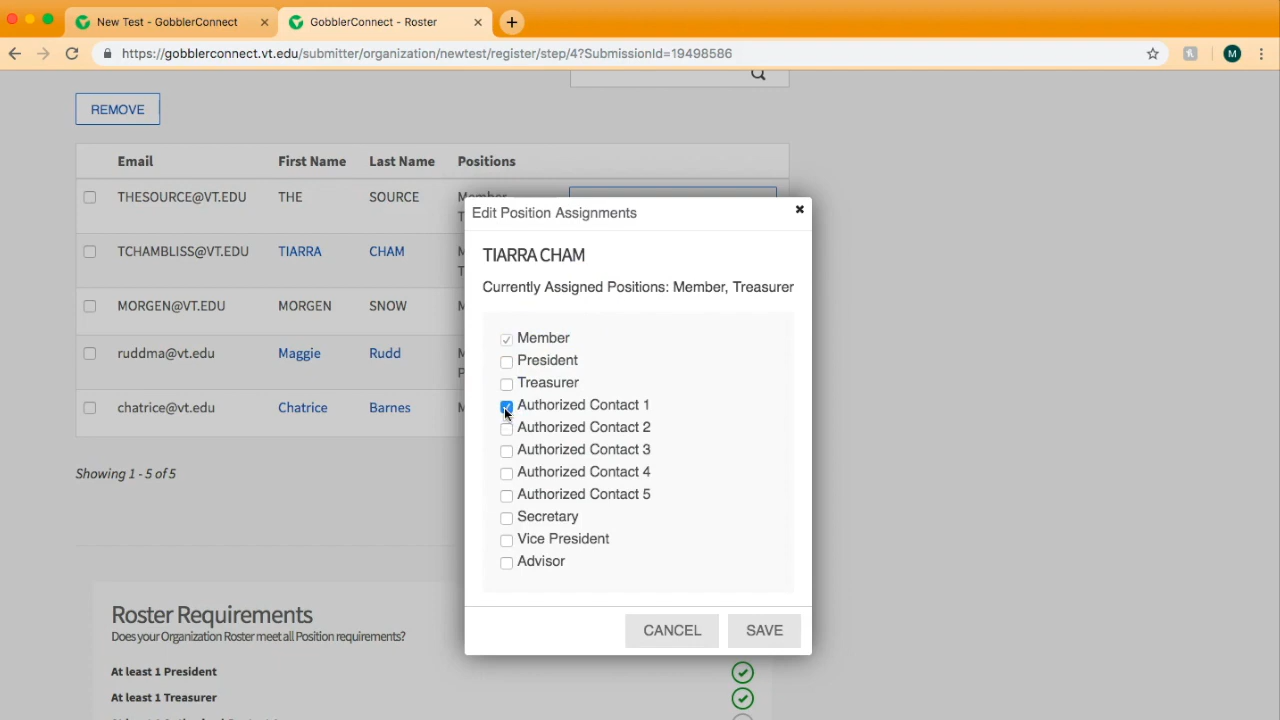 New Test - GobblerConnect
GobblerConnect - Roster
https://gobblerconnect.vt.edu/submitter/organization/newtest/register/step/4?SubmissionId=19498586
M
REMOVE
Email First Name Last Name Positions
THESOURCE@VT.EDU THE SOURCE Member
T
TCHAMBLISS@VT.EDU TIARRA CHAM M
T
MORGEN@VT.EDU MORGEN SNOW M
ruddma@vt.edu Maggie Rudd M
P
chatrice@vt.edu Chatrice Barnes M
Showing 1 - 5 of 5
Edit Position Assignments
TIARRA CHAM
Currently Assigned Positions: Member, Treasurer
Member
President
Treasurer
Authorized Contact 1
Authorized Contact 2
Authorized Contact 3
Authorized Contact 4
Authorized Contact 5
Secretary
Vice President
Advisor
CANCEL SAVE
Roster Requirements
Does your Organization Roster meet all Position requirements?
At least 1 President
At least 1 Treasurer